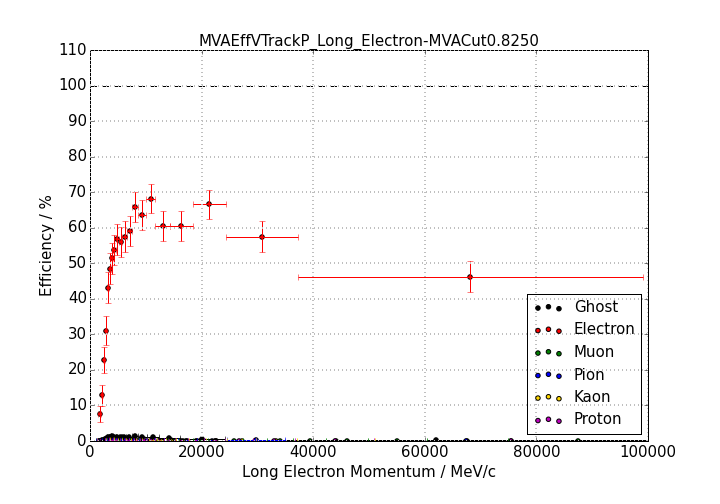 MVAEffVTrackP_Long_Electron-MVACut0.8250
110
100
90
80
70
60
50
40
30
20
10
0
Efficiency / %
Ghost
Electron
Muon
Pion
Kaon
Proton
0 20000 40000 60000 80000 100000
Long Electron Momentum / MeV/c